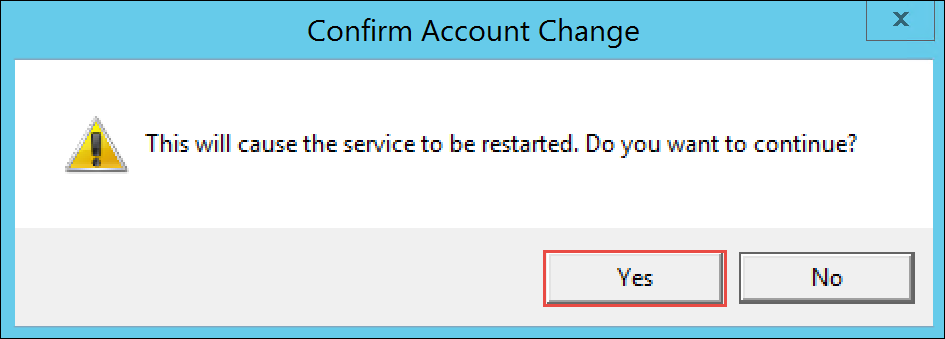 Confirm Account Change
x
This will cause the service to be restarted. Do you want to continue?
Yes
No